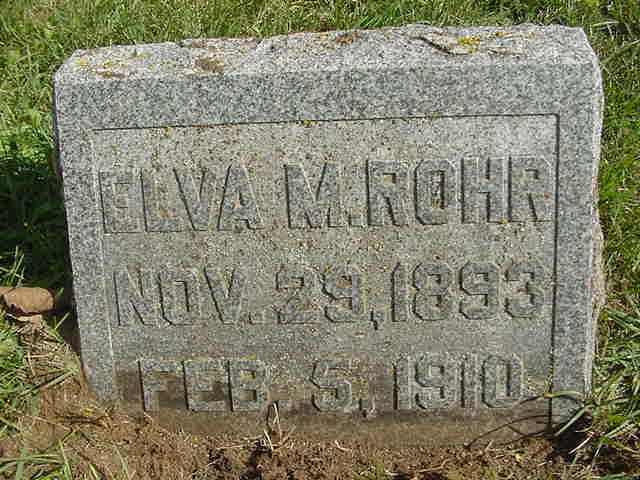 ELVA M. ROHR
NOV. 29, 1893
FEB. 5, 1910